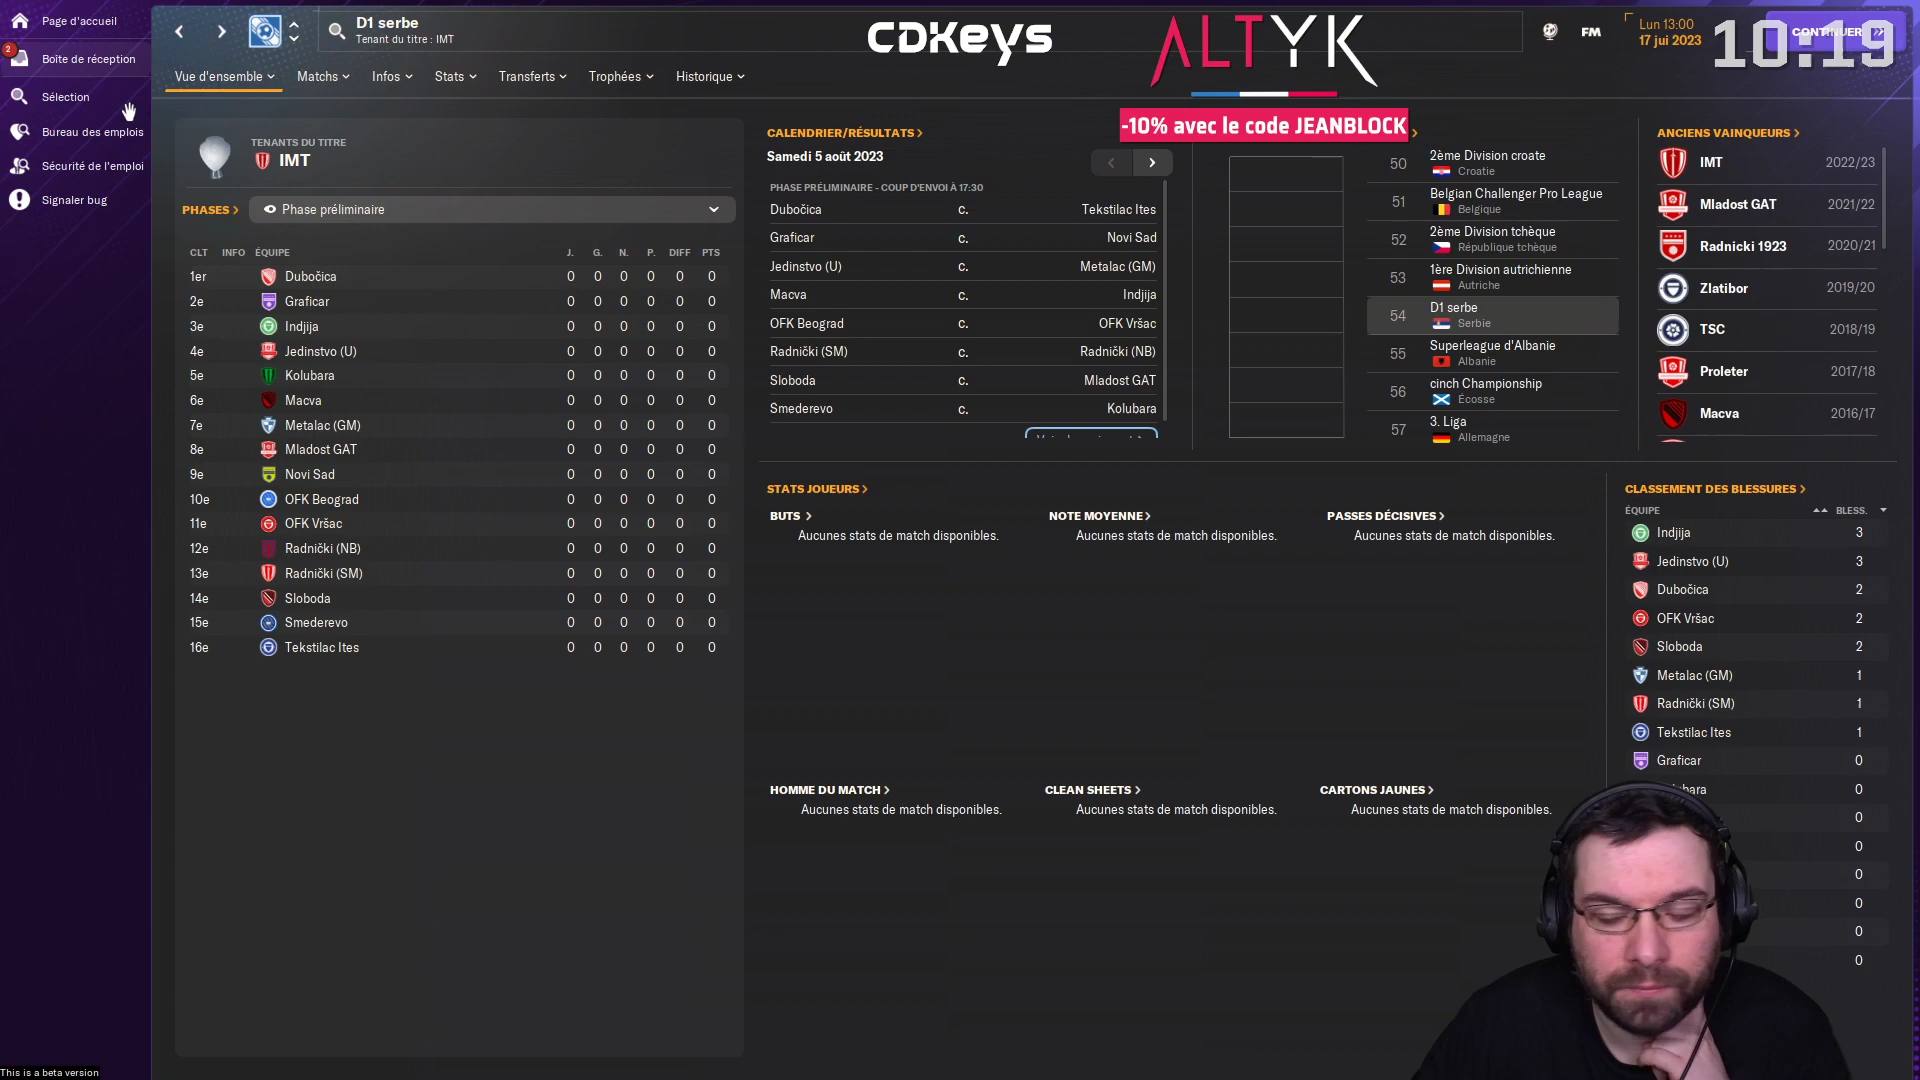 Page d'accueil
2
Boîte de réception
Sélection
Bureau des emplois
Sécurité de l'emploi
Signaler bug
This is a beta version
D1 serbe
Tenant du titre : IMT
CDKeys
ALTYK
FM
Lun 13:00
17 jui 2023
CONTINUER
10:19
Vue d'ensemble
Matchs
Infos
Stats
Transferts
Trophées
Historique
-10% avec le code JEANBLOCK
TENANTS DU TITRE
IMT
PHASES
Phase préliminaire
CLT INFO ÉQUIPE J. G. N. P. DIFF PTS
1er Dubočica 0 0 0 0 0 0
2e Graficar 0 0 0 0 0 0
3e Indjija 0 0 0 0 0 0
4e Jedinstvo (U) 0 0 0 0 0 0
5e Kolubara 0 0 0 0 0 0
6e Macva 0 0 0 0 0 0
7e Metalac (GM) 0 0 0 0 0 0
8e Mladost GAT 0 0 0 0 0 0
9e Novi Sad 0 0 0 0 0 0
10e OFK Beograd 0 0 0 0 0 0
11e OFK Vršac 0 0 0 0 0 0
12e Radnički (NB) 0 0 0 0 0 0
13e Radnički (SM) 0 0 0 0 0 0
14e Sloboda 0 0 0 0 0 0
15e Smederevo 0 0 0 0 0 0
16e Tekstilac Ites 0 0 0 0 0 0
CALENDRIER/RÉSULTATS
Samedi 5 août 2023
PHASE PRÉLIMINAIRE - COUP D'ENVOI À 17:30
Dubočica c. Tekstilac Ites
Graficar c. Novi Sad
Jedinstvo (U) c. Metalac (GM)
Macva c. Indjija
OFK Beograd c. OFK Vršac
Radnički (SM) c. Radnički (NB)
Sloboda c. Mladost GAT
Smederevo c. Kolubara
50 2ème Division croate
Croatie
51 Belgian Challenger Pro League
Belgique
52 2ème Division tchèque
République tchèque
53 1ère Division autrichienne
Autriche
54 D1 serbe
Serbie
55 Superleague d'Albanie
Albanie
56 cinch Championship
Écosse
57 3. Liga
Allemagne
ANCIENS VAINQUEURS
IMT 2022/23
Mladost GAT 2021/22
Radnicki 1923 2020/21
Zlatibor 2019/20
TSC 2018/19
Proleter 2017/18
Macva 2016/17
STATS JOUEURS
BUTS
Aucunes stats de match disponibles.
NOTE MOYENNE
Aucunes stats de match disponibles.
PASSES DÉCISIVES
Aucunes stats de match disponibles.
HOMME DU MATCH
Aucunes stats de match disponibles.
CLEAN SHEETS
Aucunes stats de match disponibles.
CARTONS JAUNES
Aucunes stats de match disponibles.
CLASSEMENT DES BLESSURES
ÉQUIPE BLESS.
Indjija 3
Jedinstvo (U) 3
Dubočica 2
OFK Vršac 2
Sloboda 2
Metalac (GM) 1
Radnički (SM) 1
Tekstilac Ites 1
Graficar 0
0
0
0
0
0
0
0